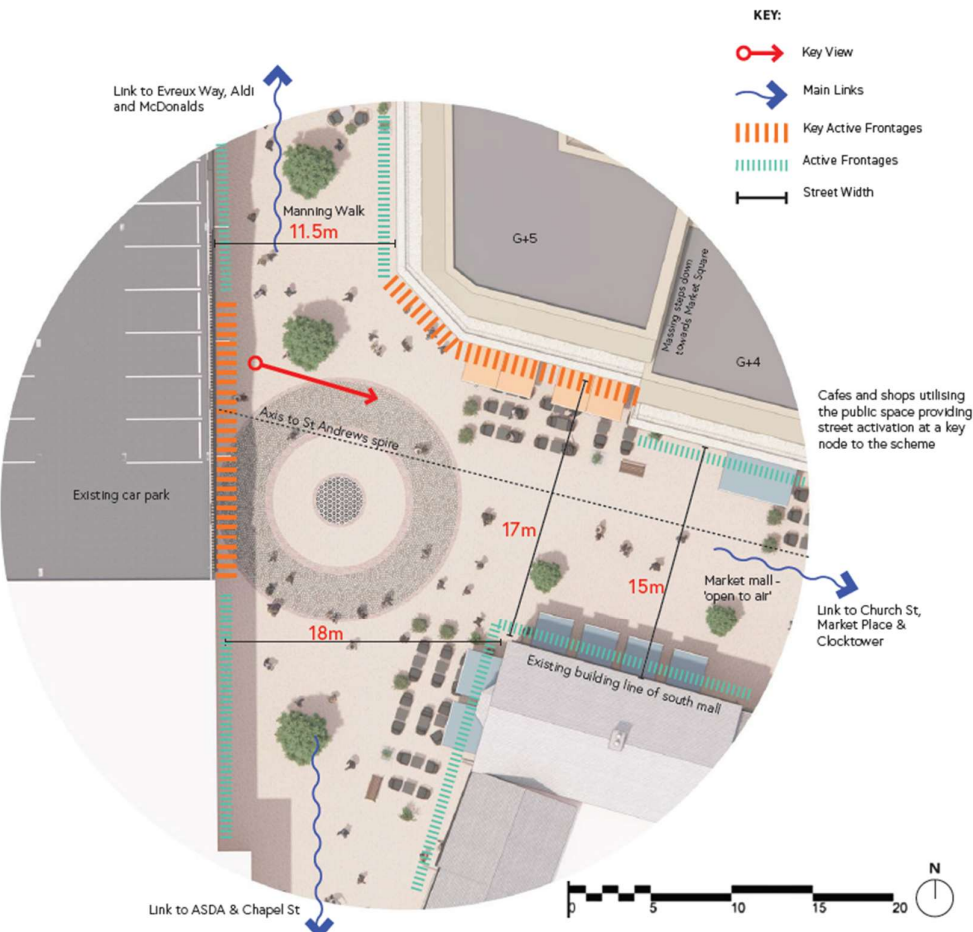 KEY:
Key View
Main Links
Key Active Frontages
Active Frontages
Street Width
Link to Evreux Way, Aldi
and McDonalds
Manning Walk
11.5m
G+5
Massing steps down
towards Market Square
G+4
Cafes and shops utilising
the public space providing
street activation at a key
node to the scheme
Axis to St Andrews spire
Existing car park
17m
15m
Market mall -
'open to air'
Link to Church St,
Market Place &
Clocktower
18m
Existing building line of south mall
Link to ASDA & Chapel St
N
0
5
10
15
20